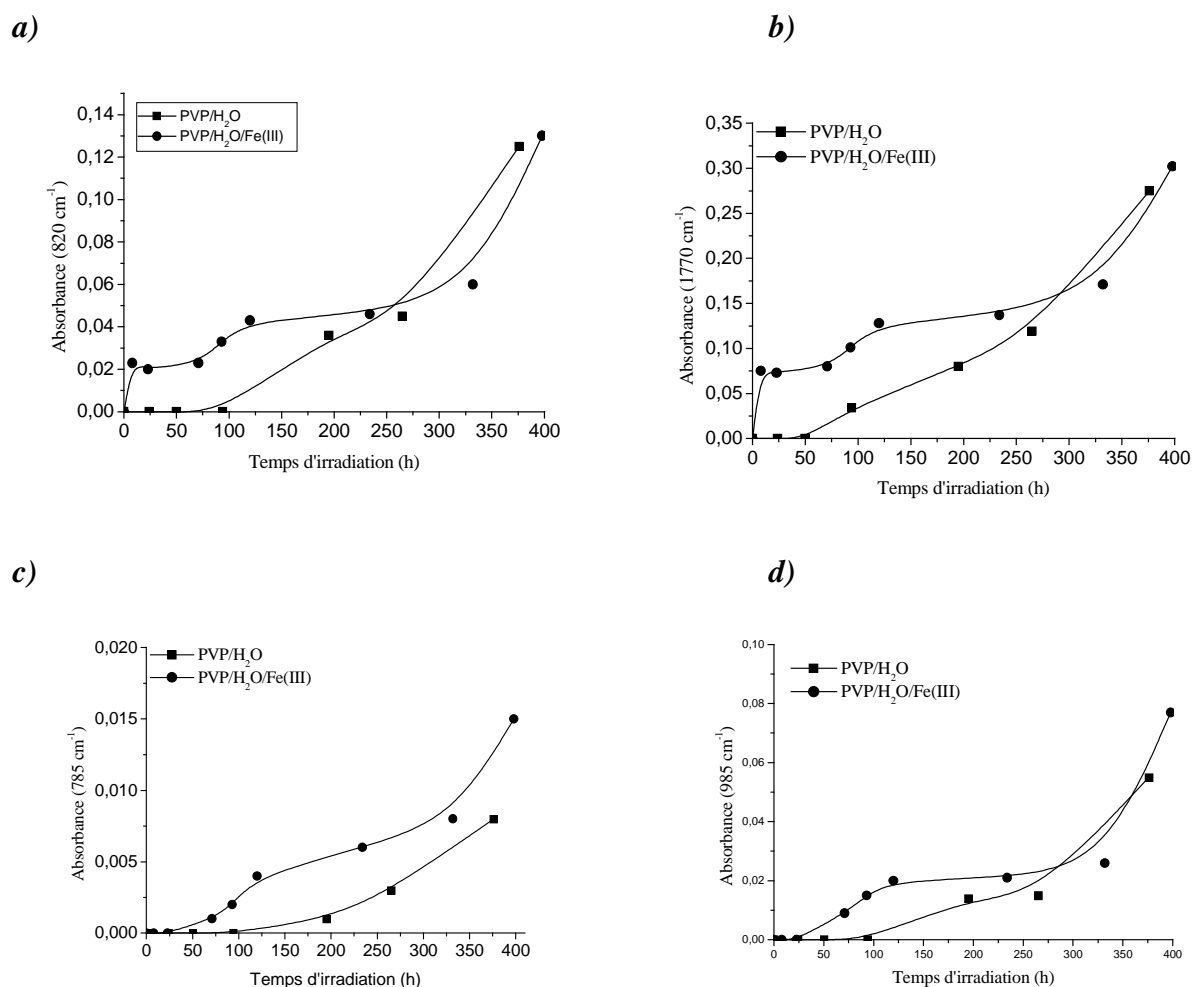 a)
PVP/H2O
PVP/H2O/Fe(III)
Absorbance (820 cm-1)
0,14
0,12
0,10
0,08
0,06
0,04
0,02
0,00
0 50 100 150 200 250 300 350 400
Temps d'irradiation (h)
b)
PVP/H2O
PVP/H2O/Fe(III)
Absorbance (1770 cm-1)
0,35
0,30
0,25
0,20
0,15
0,10
0,05
0,00
0 50 100 150 200 250 300 350 400
Temps d'irradiation (h)
c)
PVP/H2O
PVP/H2O/Fe(III)
Absorbance (785 cm-1)
0,020
0,015
0,010
0,005
0,000
0 50 100 150 200 250 300 350 400
Temps d'irradiation (h)
d)
PVP/H2O
PVP/H2O/Fe(III)
Absorbance (985 cm-1)
0,10
0,08
0,06
0,04
0,02
0,00
0 50 100 150 200 250 300 350 400
Temps d'irradiation (h)